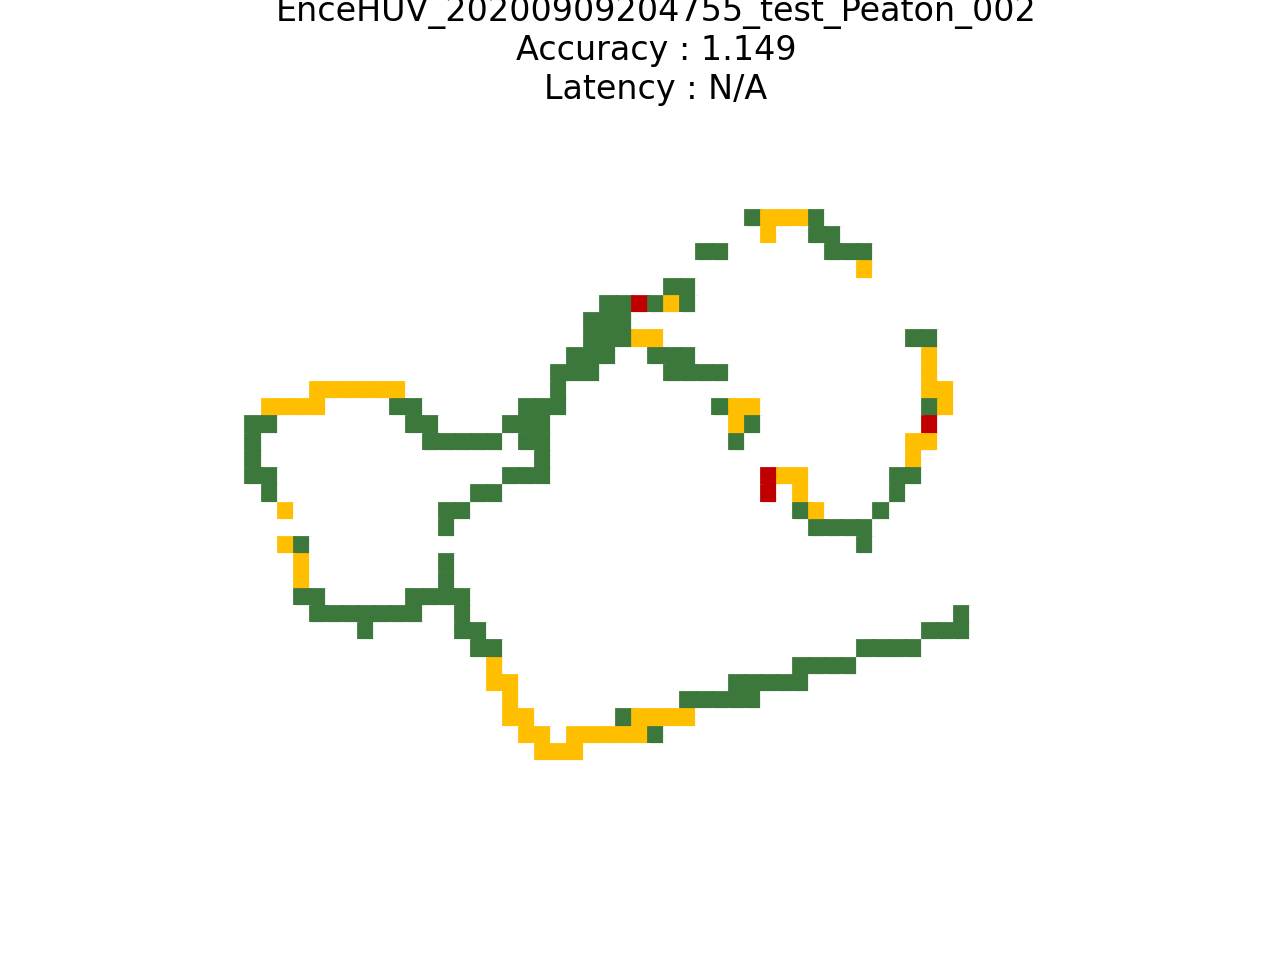 EnceHUV_20200909204755_test_Peaton_002
Accuracy : 1.149
Latency : N/A